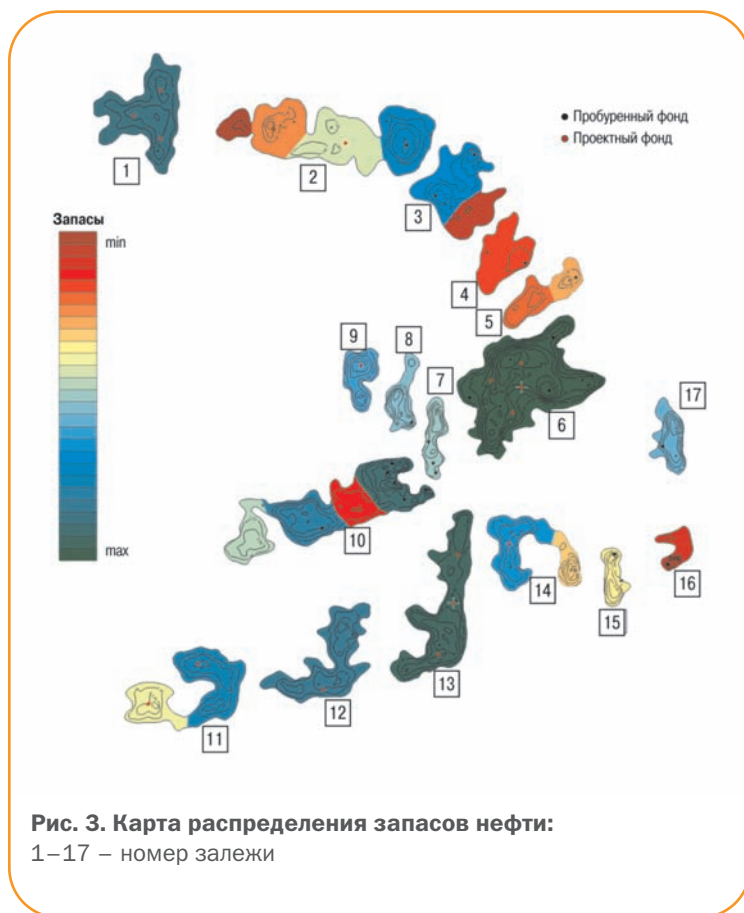 1
2
3
4
5
6
7
8
9
10
11
12
13
14
15
16
17
Пробуренный фонд
Проектный фонд
Запасы
min
max
Рис. 3. Карта распределения запасов нефти:
1–17 – номер залежи